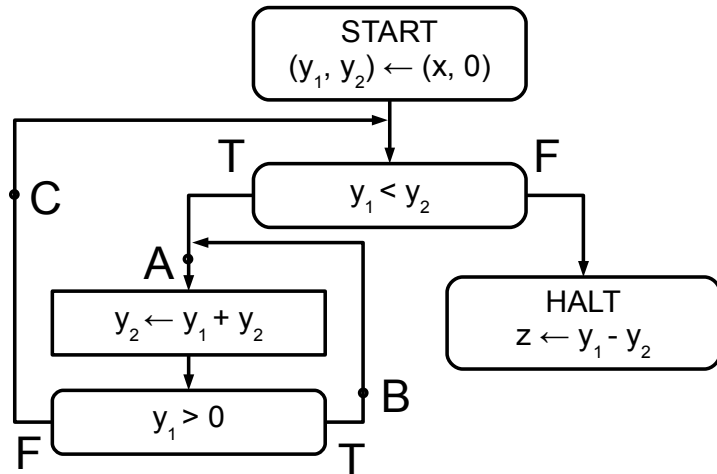 START
(y₁, y₂) ← (x, 0)
T
F
y₁ < y₂
C
A
HALT
z ← y₁ - y₂
y₂ ← y₁ + y₂
B
y₁ > 0
F
T